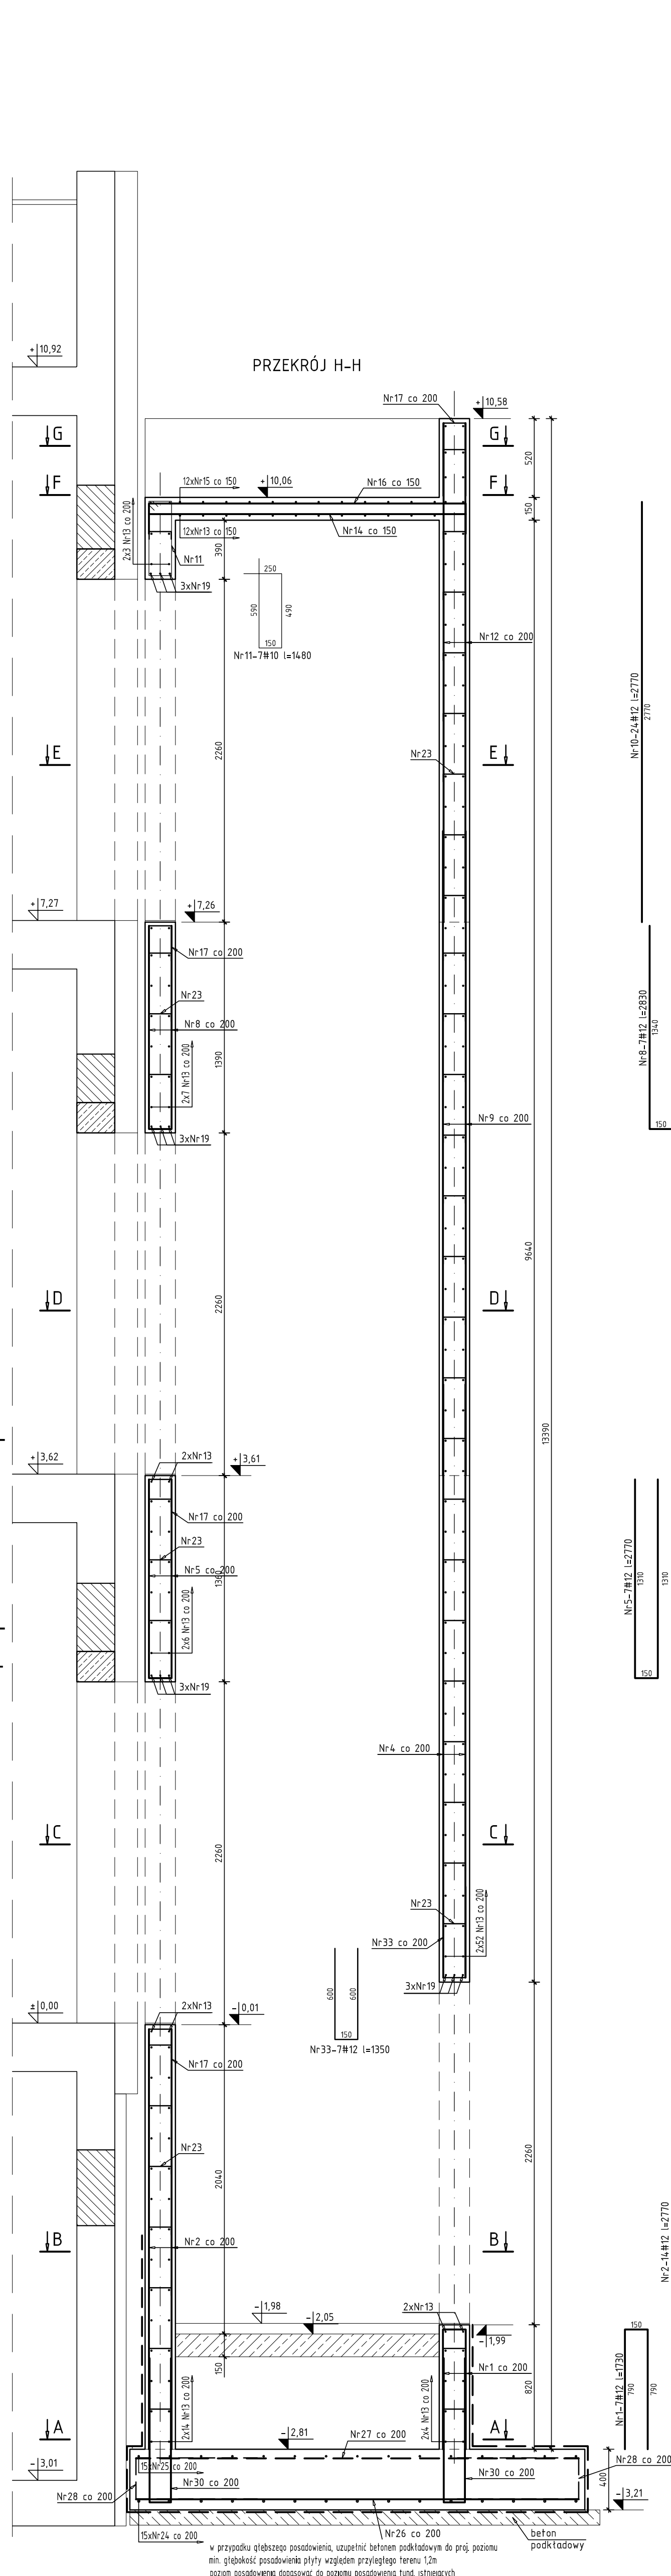 PRZEKRÓJ H-H
+10,92
Nr17 co 200
+10,58
G
G
520
F
F
12xNr15 co 150
+10,06
Nr16 co 150
150
2x3 Nr13 co 200
12xNr13 co 150
Nr14 co 150
390
Nr11
3xNr19
250
590
490
150
Nr11-7#10 l=1480
Nr12 co 200
Nr10-24#12 l=2770
2770
E
2260
Nr23
E
+7,27
+7,26
Nr17 co 200
Nr23
Nr8 co 200
1390
2x7 Nr13 co 200
3xNr19
Nr8-7#12 l=2830
1340
150
Nr9 co 200
9640
D
2260
D
13390
+3,62
2xNr13
+3,61
Nr17 co 200
Nr23
Nr5 co 200
1360
2x6 Nr13 co 200
3xNr19
Nr5-7#12 l=2770
1310
1310
150
Nr4 co 200
C
2260
C
Nr23
2x52 Nr13 co 200
Nr33 co 200
3xNr19
600
600
150
Nr33-7#12 l=1350
±0,00
2xNr13
-0,01
Nr17 co 200
Nr23
2040
2260
Nr2-14#12 l=2770
B
Nr2 co 200
B
-1,98
-2,05
2xNr13
-1,99
150
150
Nr1 co 200
Nr1-7#12 l=1730
790
790
820
2x14 Nr13 co 200
2x4 Nr13 co 200
A
A
-2,81
Nr27 co 200
-3,01
15xNr25 co 200
Nr28 co 200
Nr30 co 200
Nr30 co 200
Nr28 co 200
400
-3,21
15xNr24 co 200
Nr26 co 200
beton
podkładowy
w przypadku głębszego posadowienia, uzupełnić betonem podkładowym do proj. poziomu
min. głębokość posadowienia płyty względem przyległego terenu 1,2m
poziom posadowienia dopasować do poziomu posadowienia fund. istniejących